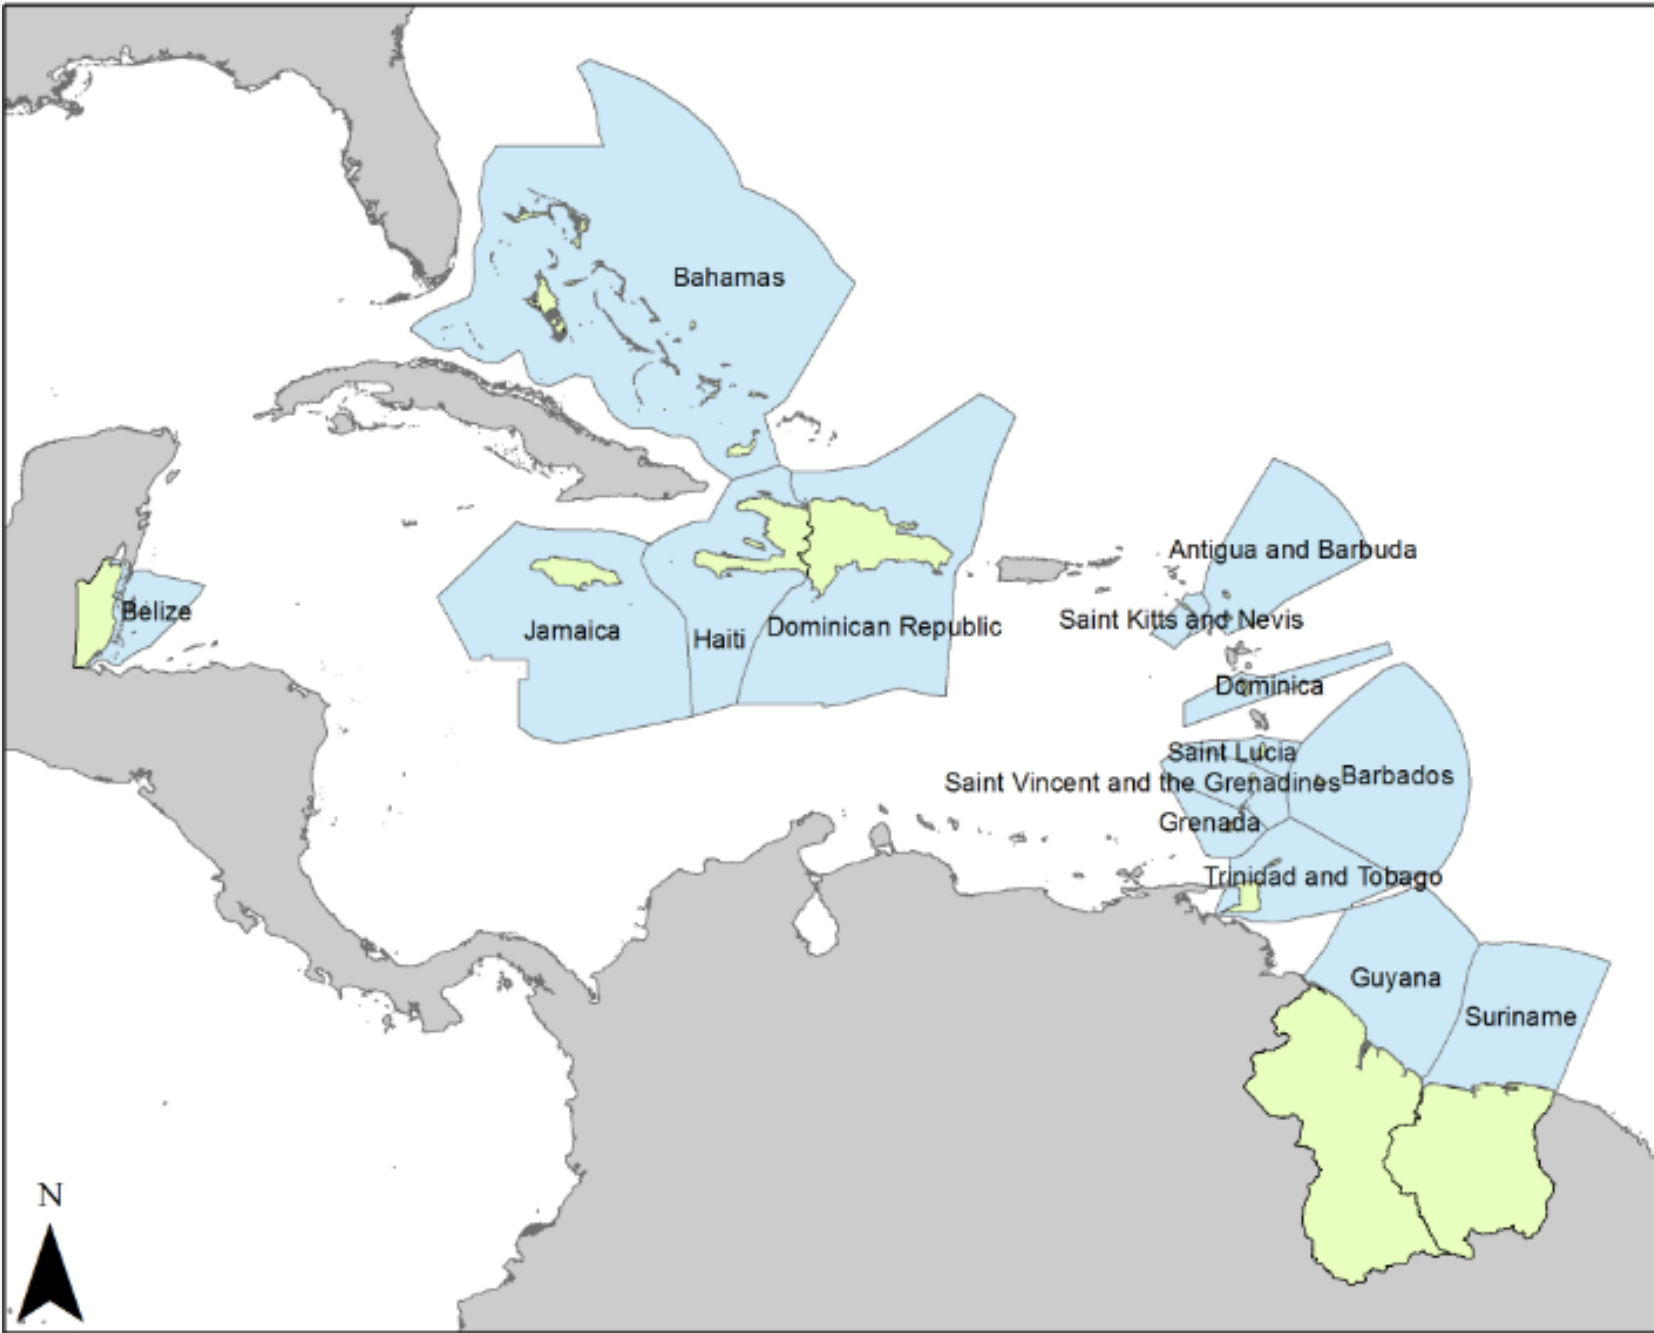 Bahamas
Antigua and Barbuda
Belize
Saint Kitts and Nevis
Jamaica
Haiti
Dominican Republic
Dominica
Saint Lucia
Saint Vincent and the Grenadines
Barbados
Grenada
Trinidad and Tobago
Guyana
Suriname
N